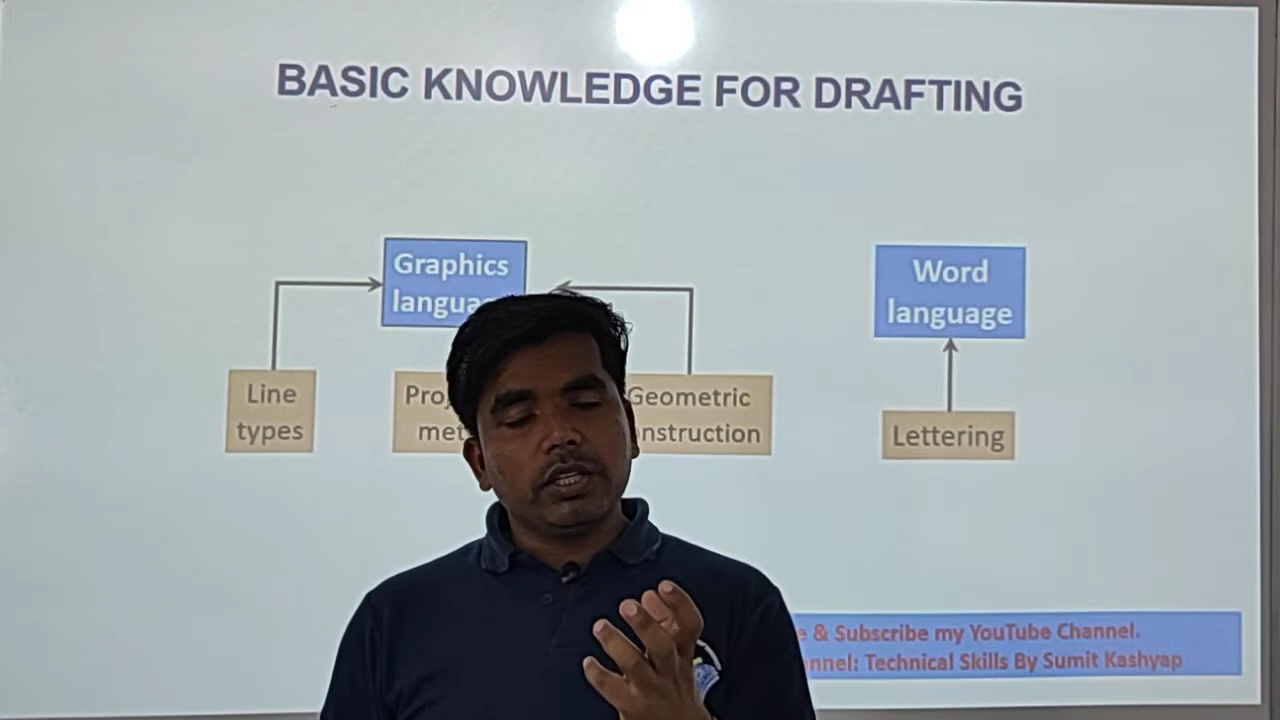 BASIC KNOWLEDGE FOR DRAFTING
Graphics
Word
language
Line
types
Geometric
Lettering
& Subscribe my YouTube Channel.
Technical Skills By Sumit Kashyap